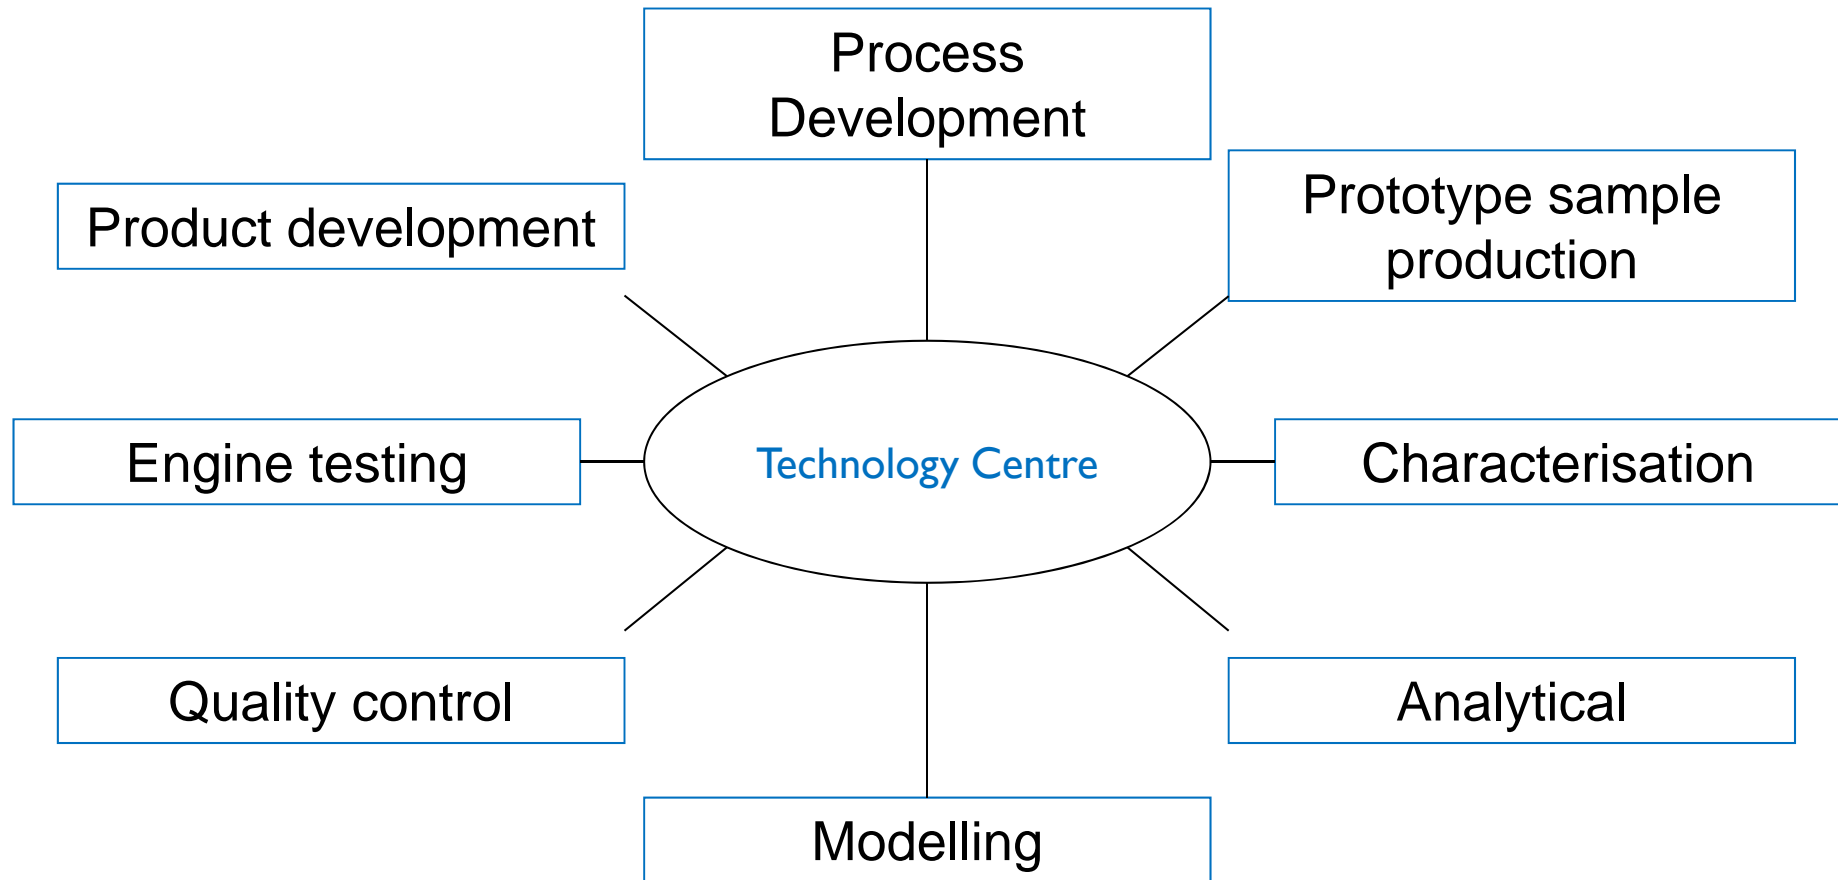 Process
Development
Prototype sample
production
Product development
Engine testing
Technology Centre
Characterisation
Quality control
Analytical
Modelling